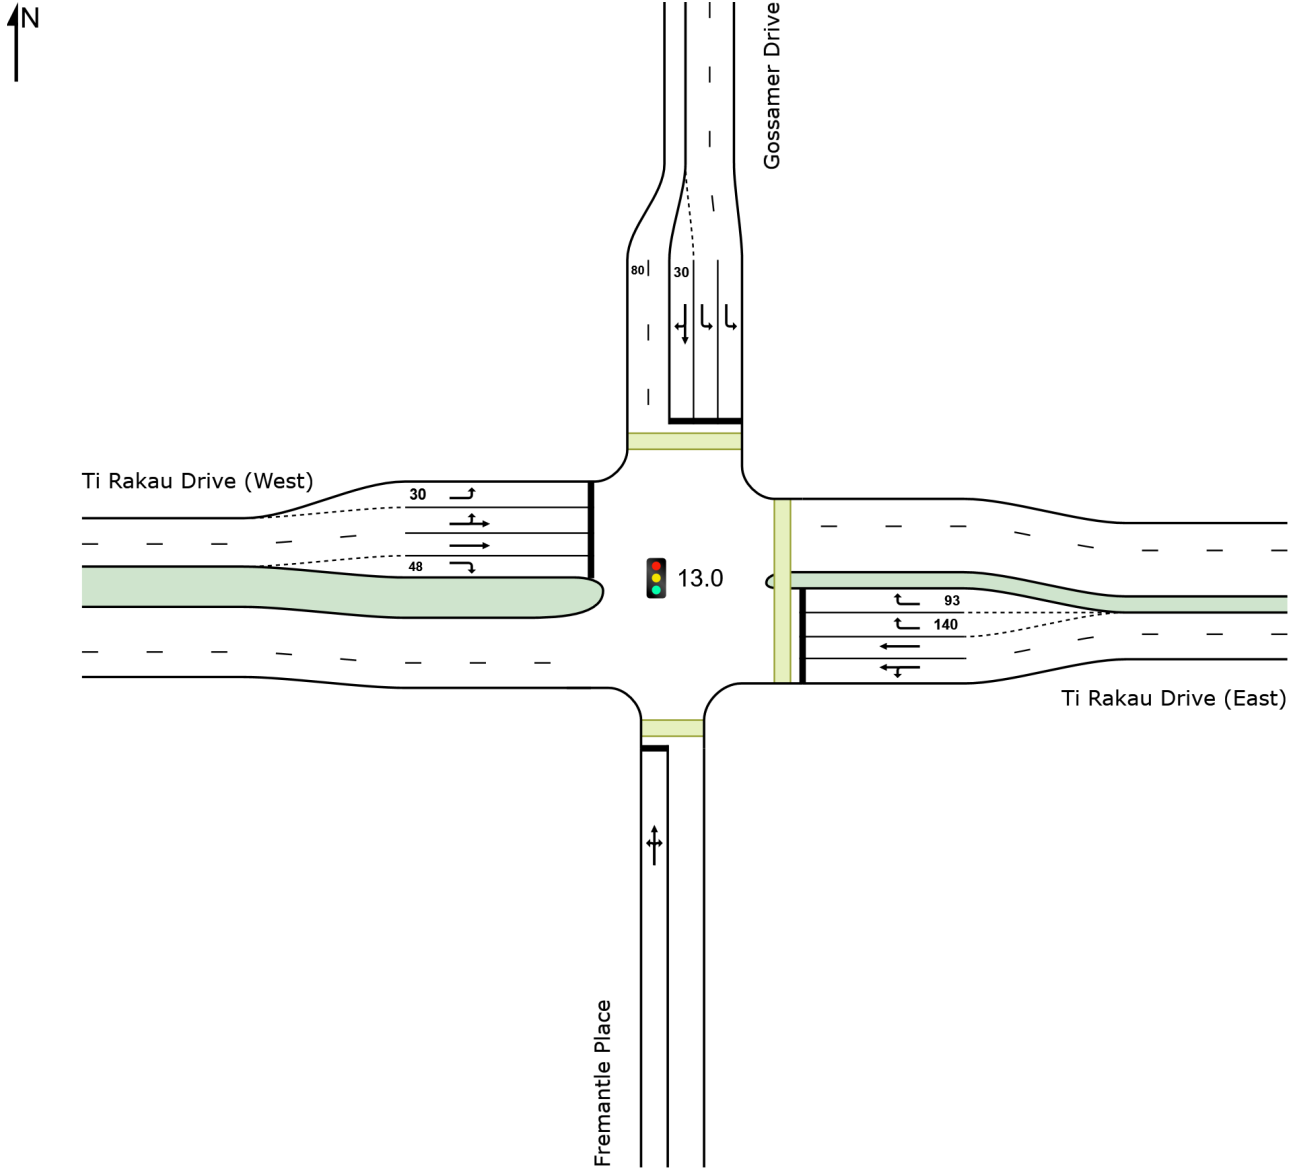 N
Gossamer Drive
80
30
Ti Rakau Drive (West)
30
48
13.0
93
140
Ti Rakau Drive (East)
Fremantle Place